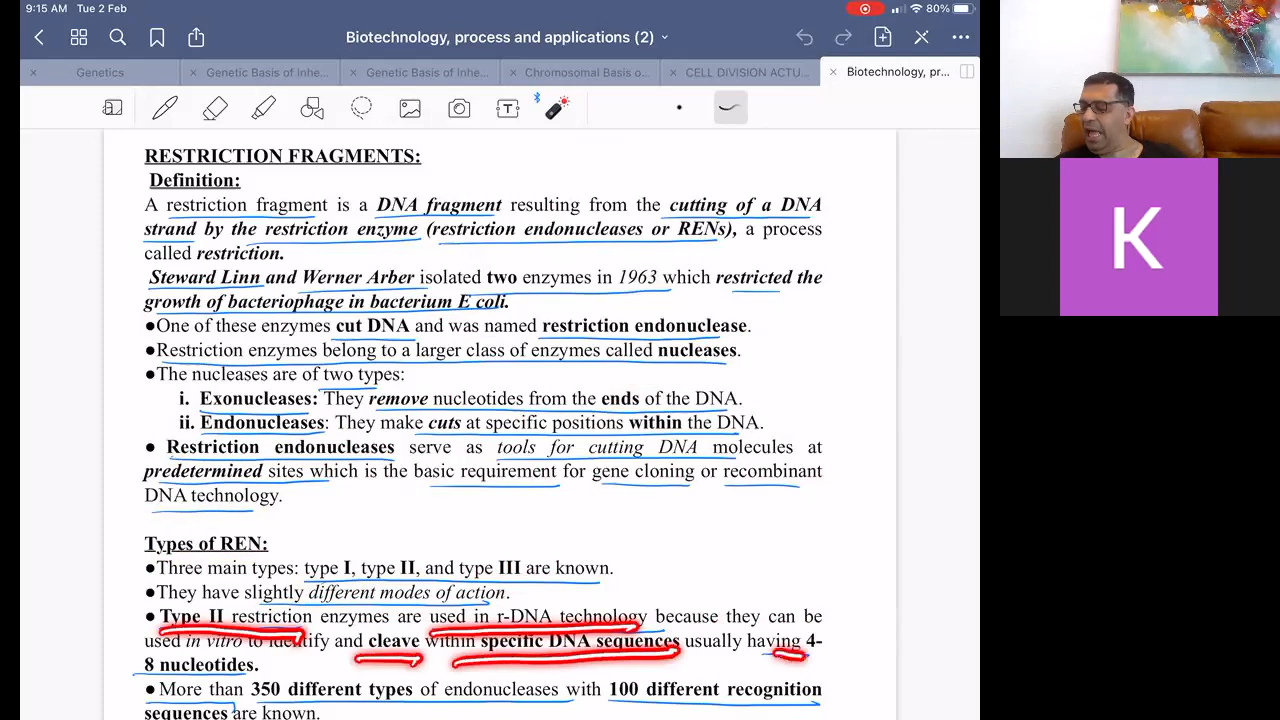 9:15 AM Tue 2 Feb
80%
Biotechnology, process and applications (2)
Genetics
Genetic Basis of Inhe...
Genetic Basis of Inhe...
Chromosomal Basis o...
CELL DIVISION ACTU...
Biotechnology, pr...
RESTRICTION FRAGMENTS:
Definition:
A restriction fragment is a DNA fragment resulting from the cutting of a DNA
strand by the restriction enzyme (restriction endonucleases or RENs), a process
called restriction.
Steward Linn and Werner Arber isolated two enzymes in 1963 which restricted the
growth of bacteriophage in bacterium E coli.
●One of these enzymes cut DNA and was named restriction endonuclease.
●Restriction enzymes belong to a larger class of enzymes called nucleases.
●The nucleases are of two types:
i. Exonucleases: They remove nucleotides from the ends of the DNA.
ii. Endonucleases: They make cuts at specific positions within the DNA.
● Restriction endonucleases serve as tools for cutting DNA molecules at
predetermined sites which is the basic requirement for gene cloning or recombinant
DNA technology.
Types of REN:
●Three main types: type I, type II, and type III are known.
●They have slightly different modes of action.
● Type II restriction enzymes are used in r-DNA technology because they can be
used in vitro to identify and cleave within specific DNA sequences usually having 4-
8 nucleotides.
●More than 350 different types of endonucleases with 100 different recognition
sequences are known.
K